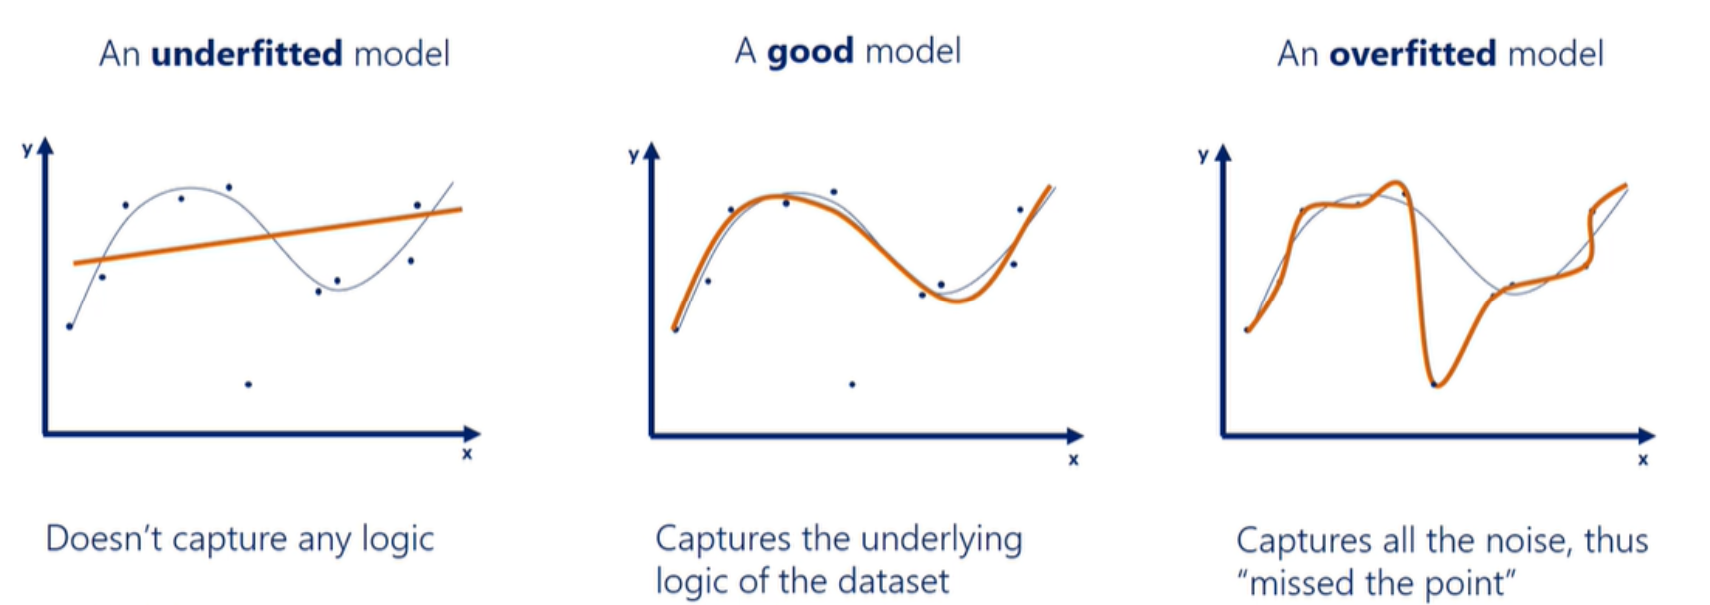 An underfitted model
A good model
An overfitted model
y
y
y
x
x
x
Doesn't capture any logic
Captures the underlying
logic of the dataset
Captures all the noise, thus
“missed the point”